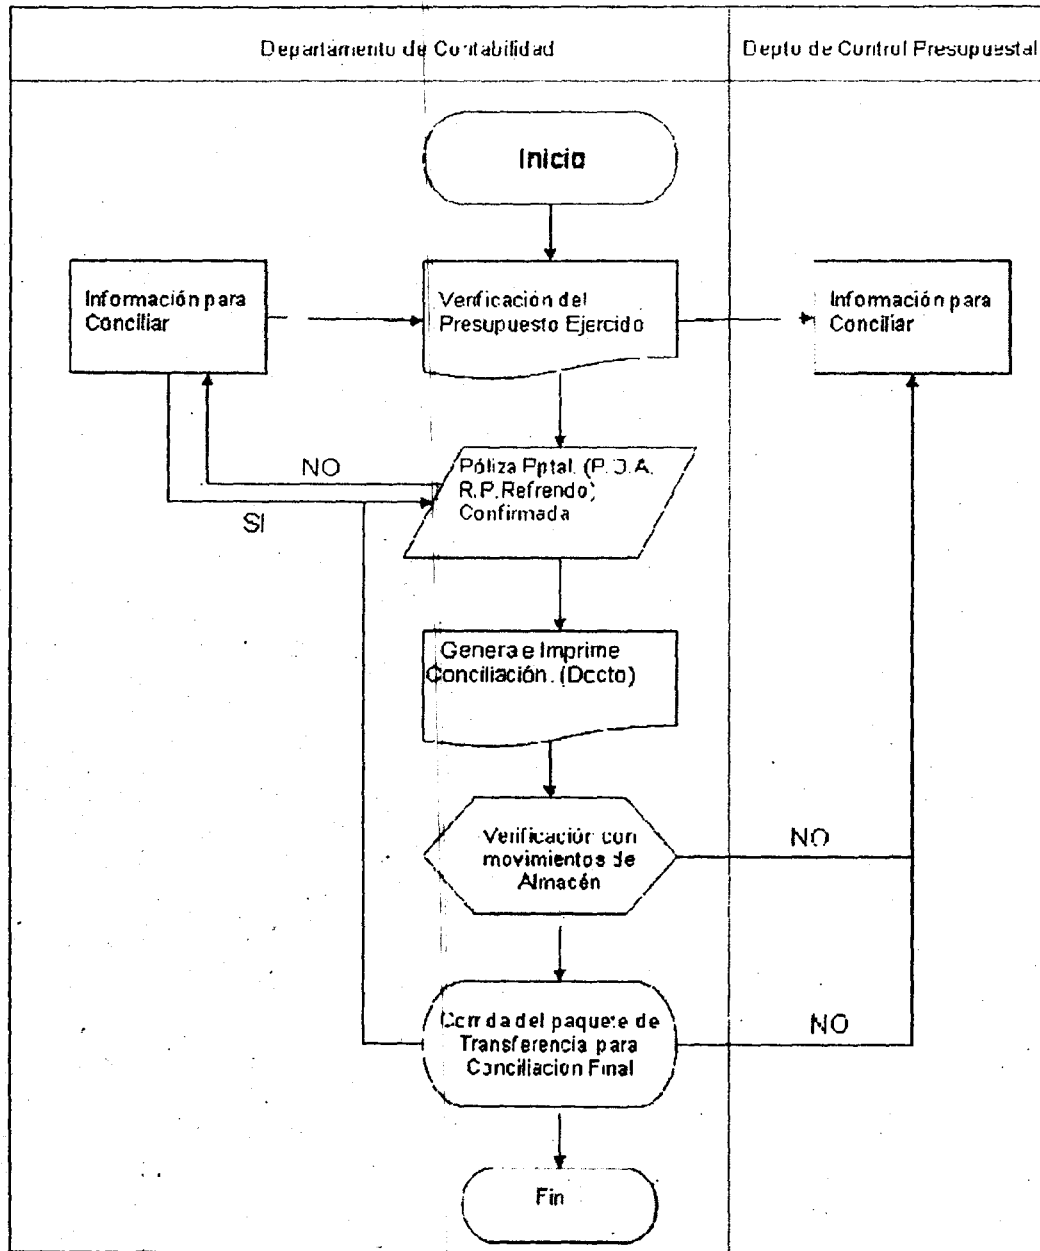 Departamento de Contabilidad
Depto de Control Presupuestal
Inicio
Información para
Conciliar
Verificación del
Presupuesto Ejercido
Información para
Conciliar
NO
SI
Póliza Pptal. (P.
R.P.Refrendo)
Confirmada
Genera e Imprime
Conciliación. (Docto)
Verificación con
movimientos de
Almacén
NO
Corrida del paquete de
Transferencia para
Conciliacion Final
NO
Fin